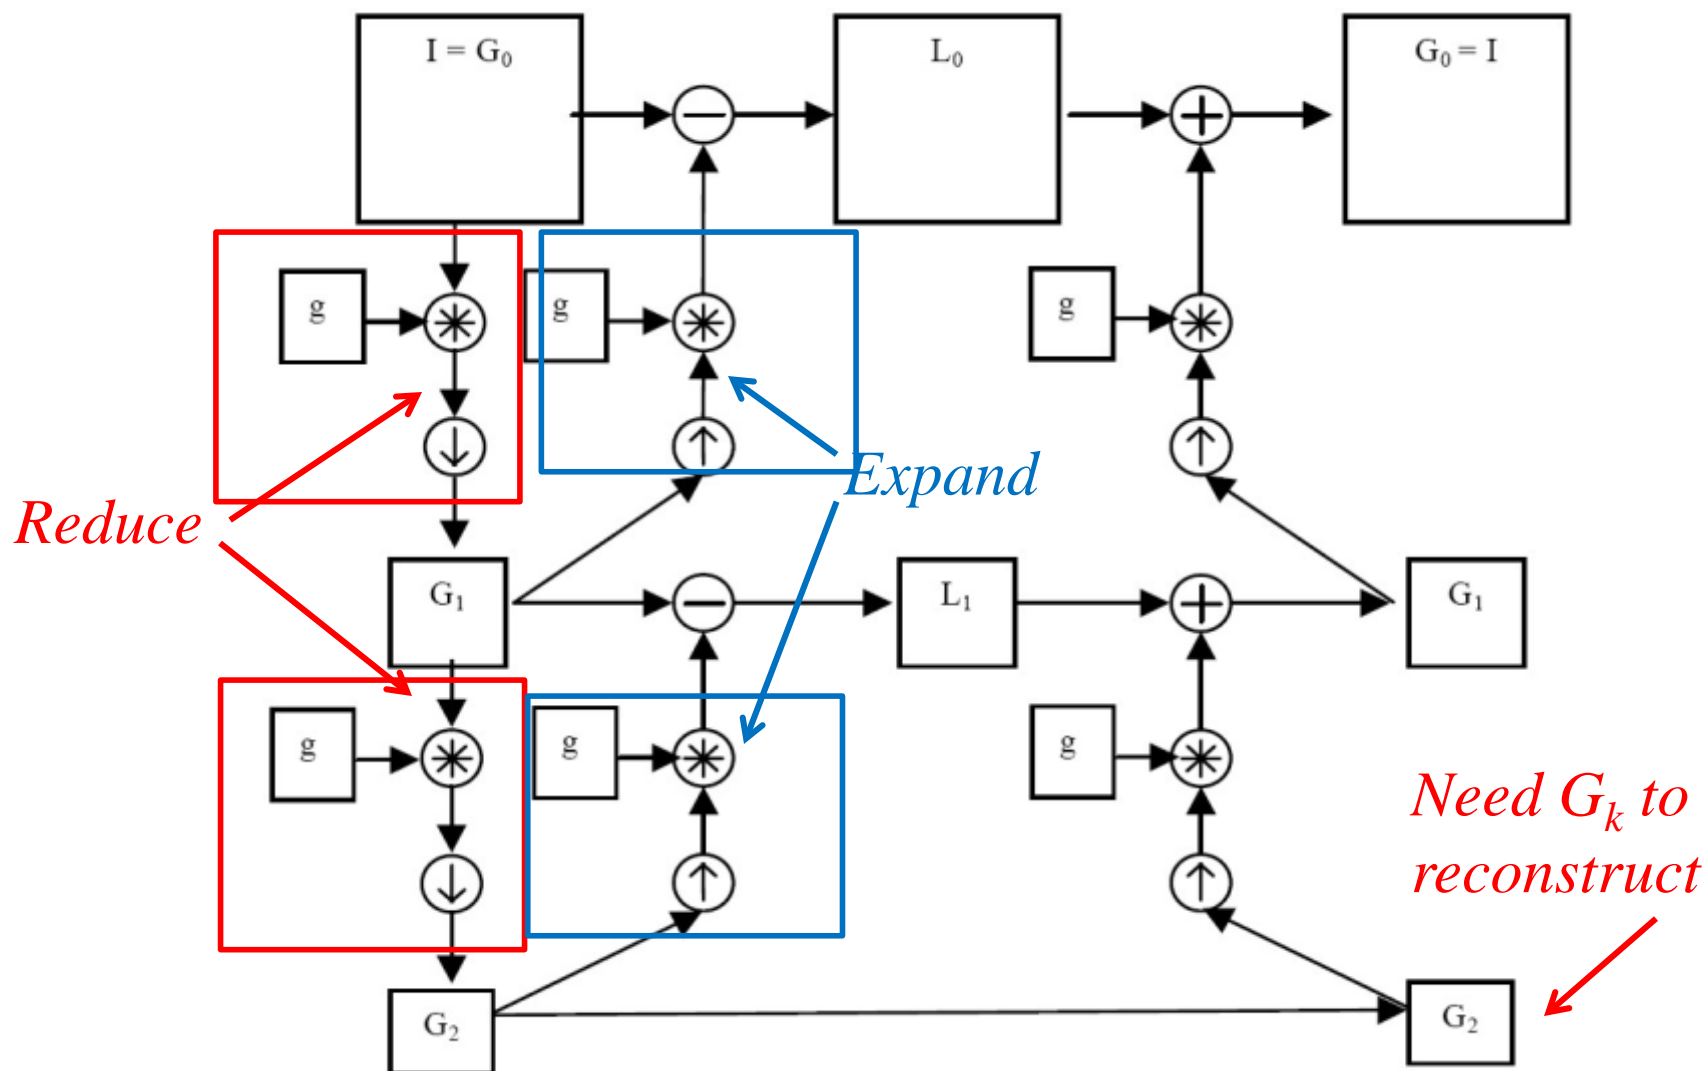 I = G₀
L₀
G₀ = I
g
g
g
Expand
Reduce
G₁
L₁
G₁
g
g
g
Need Gₖ to
reconstruct
G₂
G₂